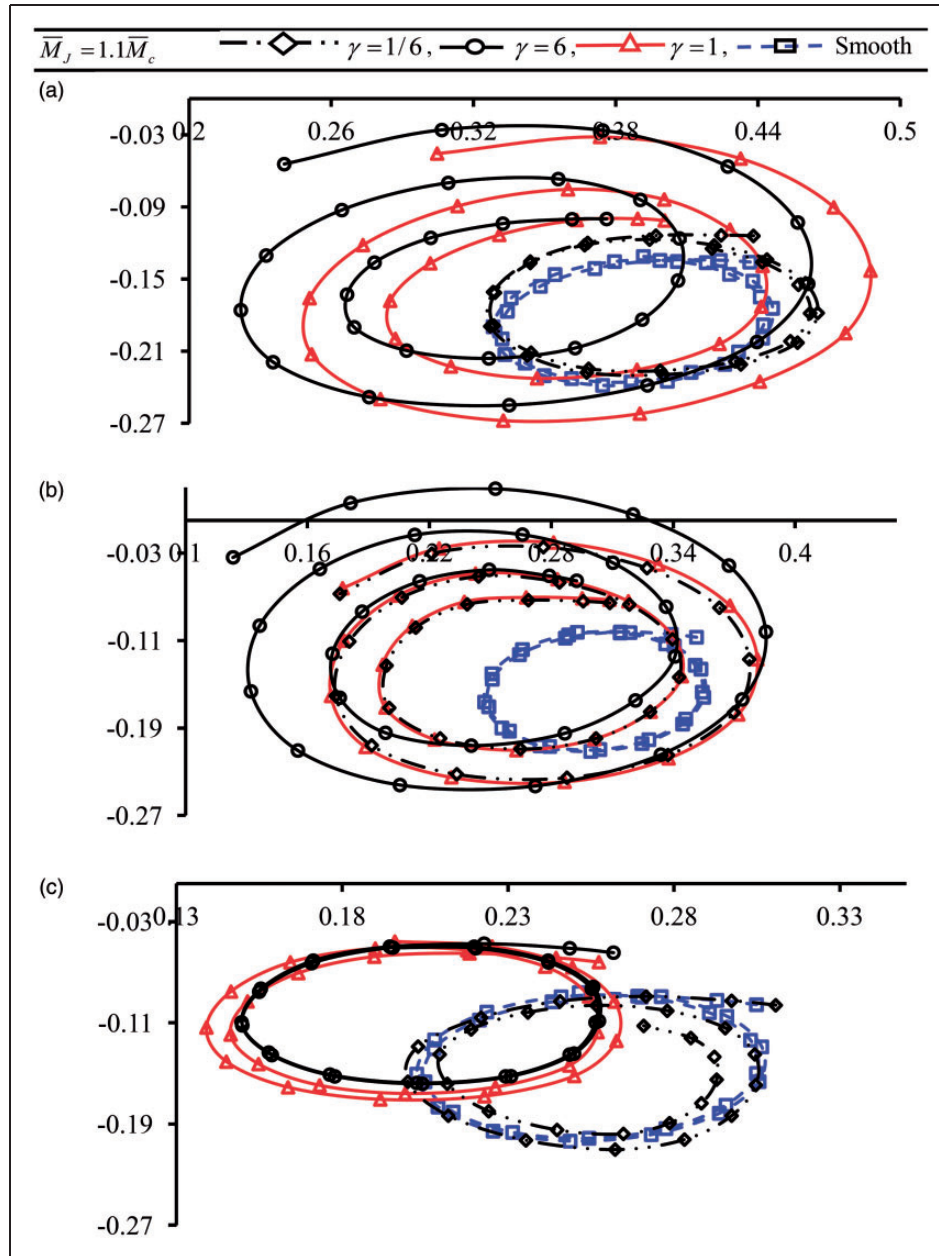 M̅_J = 1.1M̅_c γ = 1/6, γ = 6, γ = 1, Smooth
(a)
0.2 0.26 0.32 0.38 0.44 0.5
-0.03
-0.09
-0.15
-0.21
-0.27
(b)
0.1 0.16 0.22 0.28 0.34 0.4
-0.03
-0.11
-0.19
-0.27
(c)
0.13 0.18 0.23 0.28 0.33
-0.03
-0.11
-0.19
-0.27